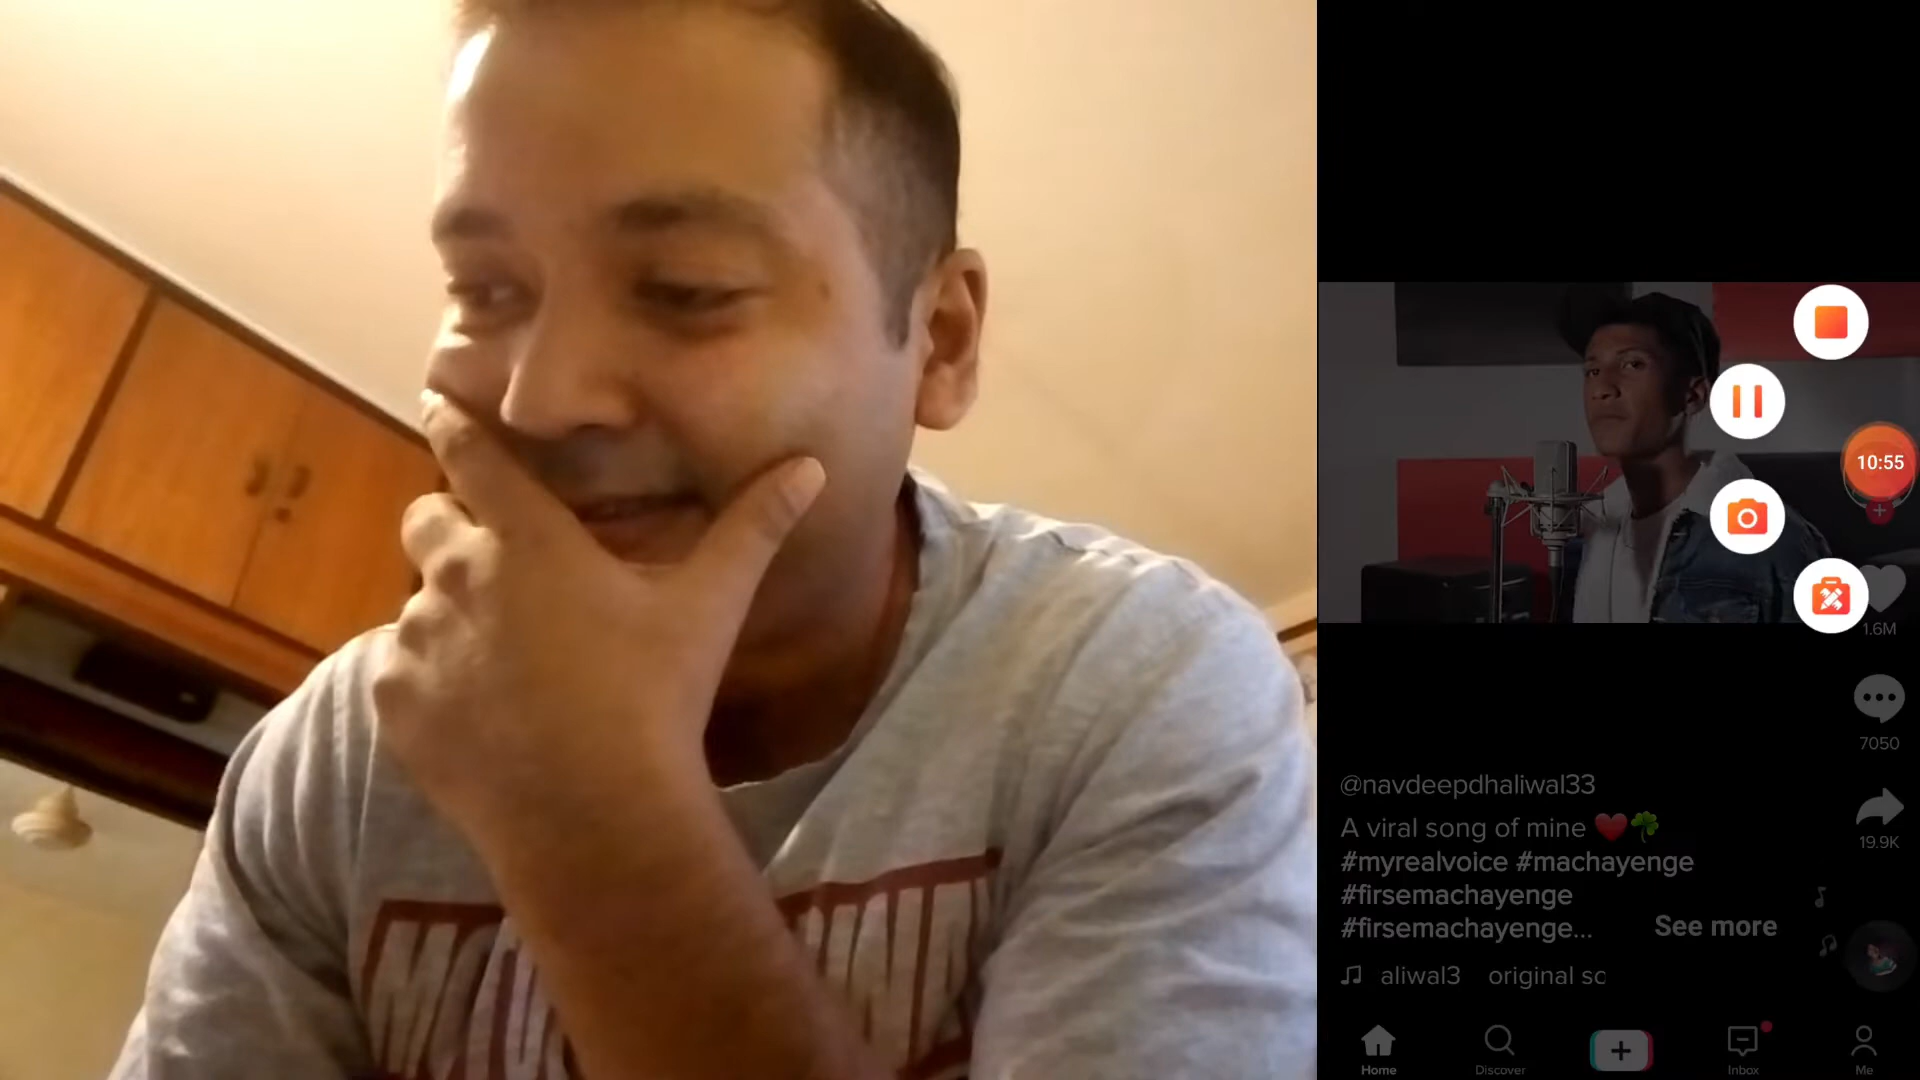 10:55
1.6M
7050
@navdeepdhaliwal33
19.9K
A viral song of mine ❤️☘️
#myrealvoice #machayenge
#firsemachayenge
#firsemachayenge... See more
aliwal3 original sc
Home Discover Inbox Me